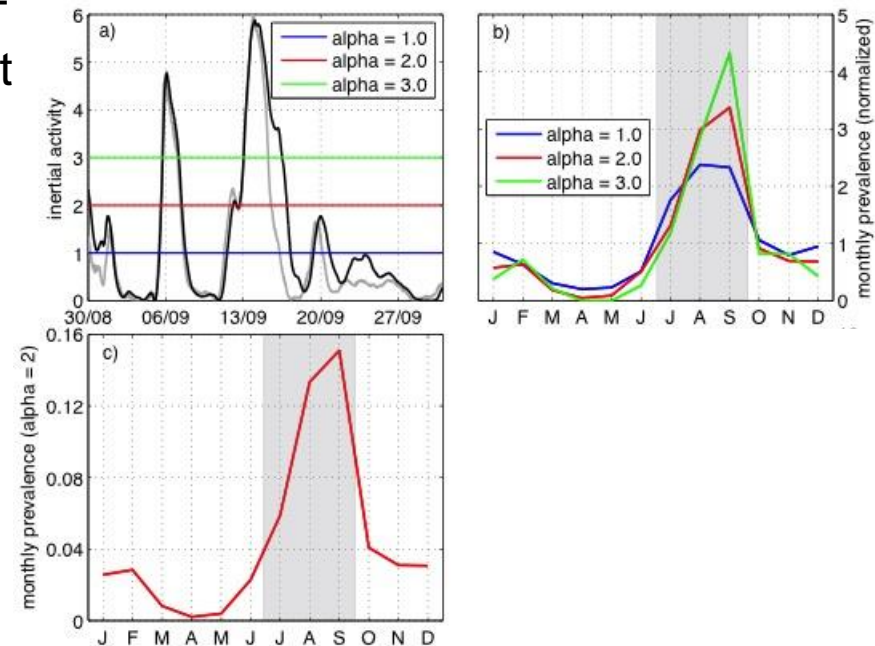 t
a)
inertial activity
6
5
4
3
2
1
0
alpha = 1.0
alpha = 2.0
alpha = 3.0
30/08 06/09 13/09 20/09 27/09
b)
alpha = 1.0
alpha = 2.0
alpha = 3.0
5
4
3
2
1
0
monthly prevalence (normalized)
J F M A M J J A S O N D
c)
monthly prevalence (alpha = 2)
0.16
0.12
0.08
0.04
0
J F M A M J J A S O N D